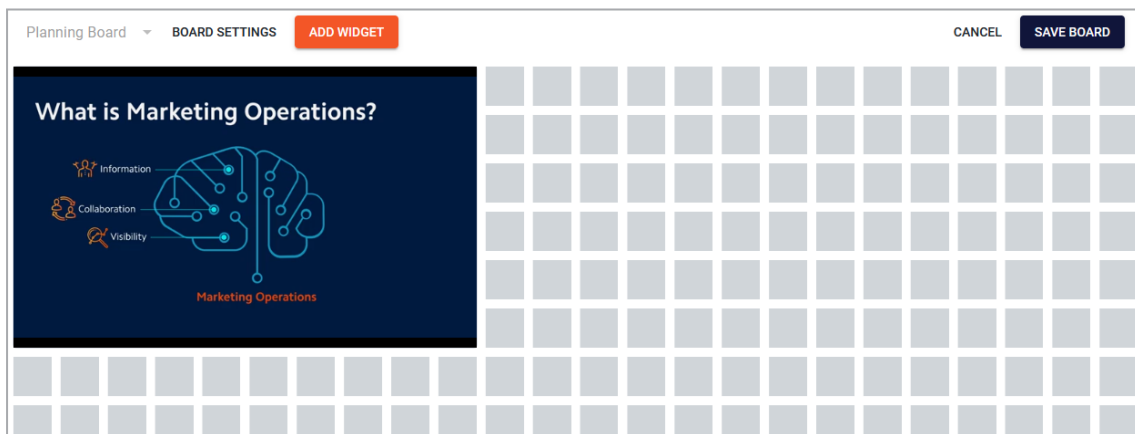 Planning Board
BOARD SETTINGS
ADD WIDGET
CANCEL
SAVE BOARD
What is Marketing Operations?
Information
Collaboration
Visibility
Marketing Operations